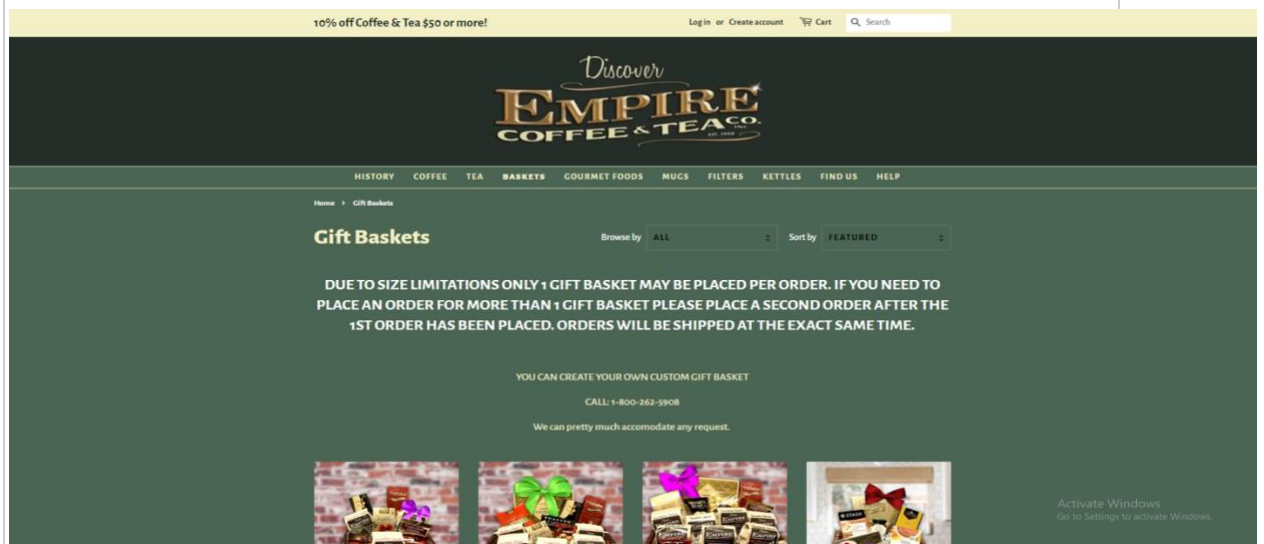 10% off Coffee & Tea $50 or more!
Log in or Create account Cart Search
Discover
EMPIRE
COFFEE & TEA CO.
HISTORY COFFEE TEA BASKETS GOURMET FOODS MUGS FILTERS KETTLES FIND US HELP
Home › Gift Baskets
Gift Baskets
Browse by ALL Sort by FEATURED
DUE TO SIZE LIMITATIONS ONLY 1 GIFT BASKET MAY BE PLACED PER ORDER. IF YOU NEED TO
PLACE AN ORDER FOR MORE THAN 1 GIFT BASKET PLEASE PLACE A SECOND ORDER AFTER THE
1ST ORDER HAS BEEN PLACED. ORDERS WILL BE SHIPPED AT THE EXACT SAME TIME.
YOU CAN CREATE YOUR OWN CUSTOM GIFT BASKET
CALL: 1-800-262-5908
We can pretty much accomodate any request.
Activate Windows
Go to Settings to activate Windows.